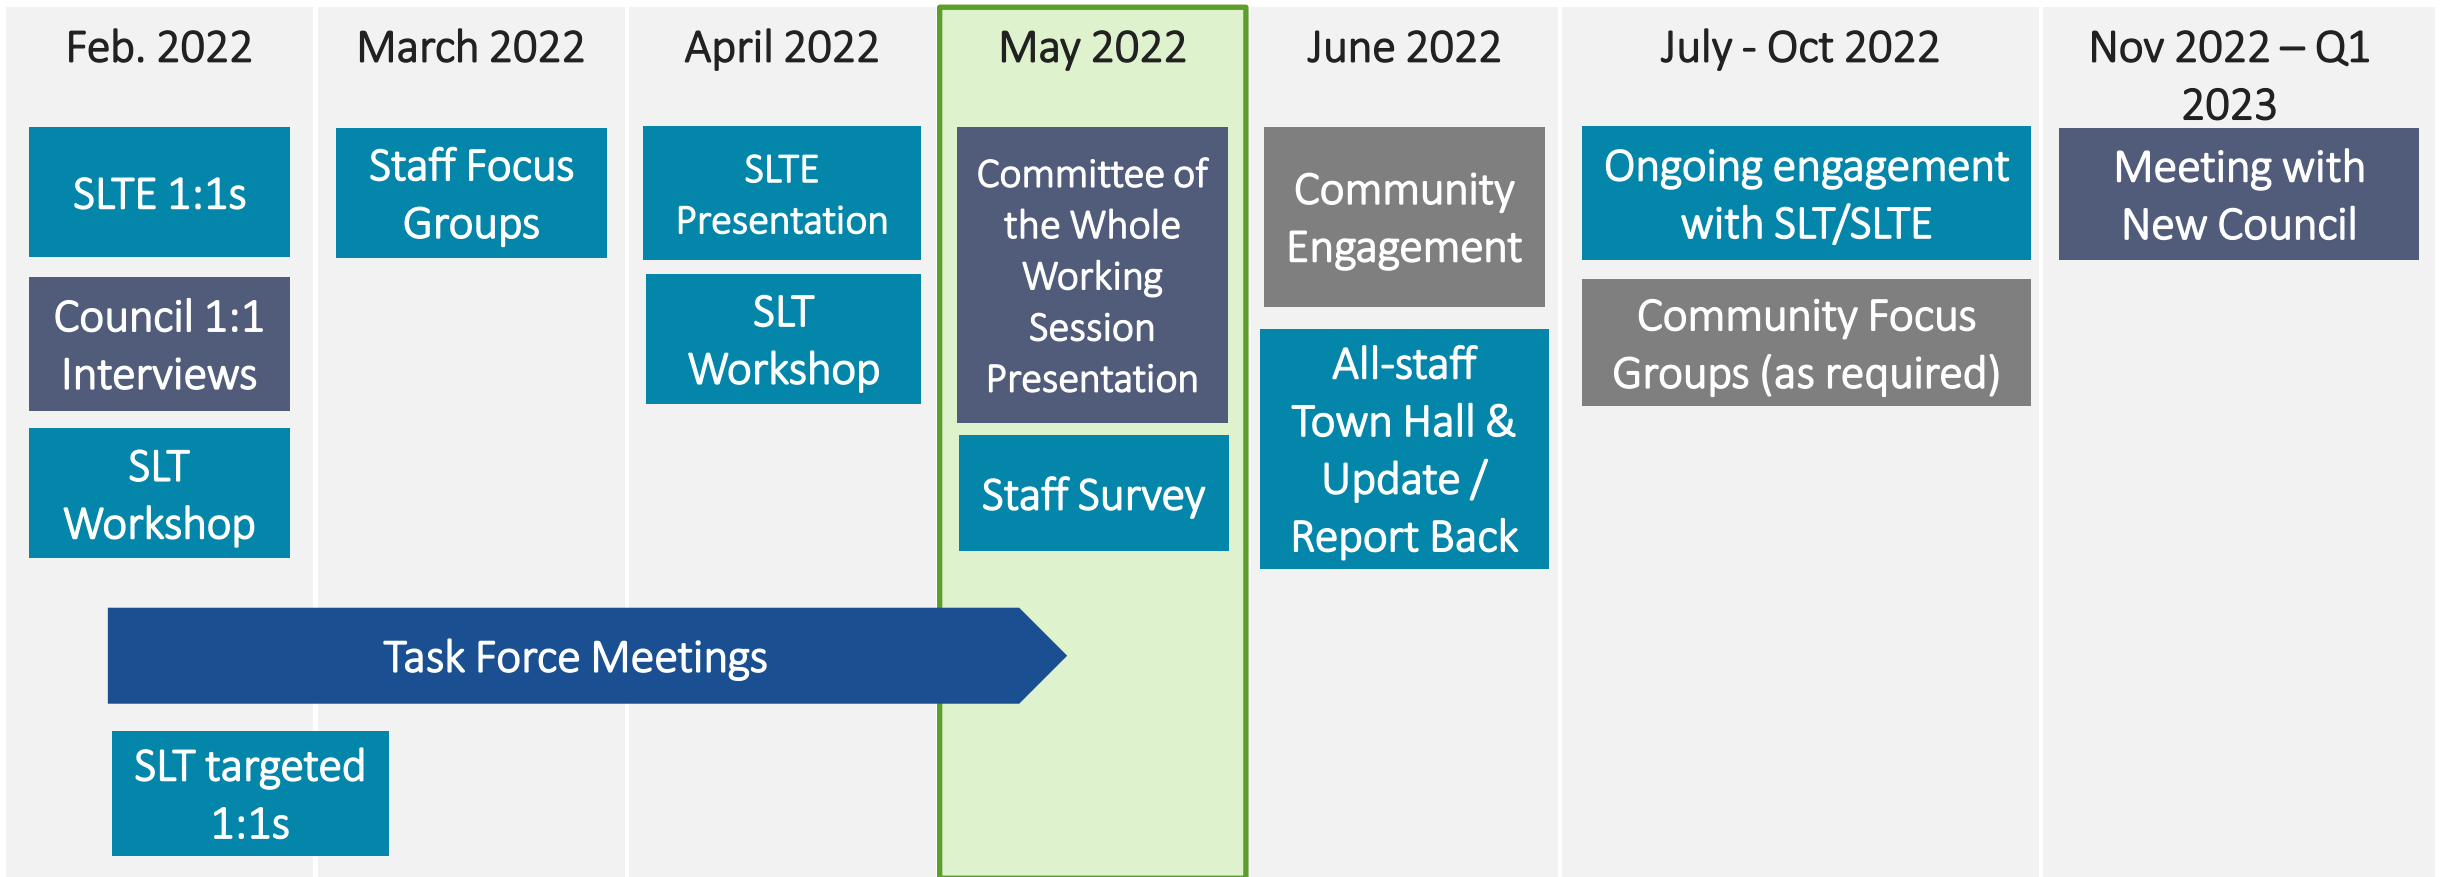 Feb. 2022
March 2022
April 2022
May 2022
June 2022
July - Oct 2022
Nov 2022 – Q1
2023
SLTE 1:1s
Council 1:1
Interviews
SLT
Workshop
Staff Focus
Groups
SLTE
Presentation
SLT
Workshop
Committee of
the Whole
Working
Session
Presentation
Staff Survey
Community
Engagement
All-staff
Town Hall &
Update /
Report Back
Ongoing engagement
with SLT/SLTE
Community Focus
Groups (as required)
Meeting with
New Council
Task Force Meetings
SLT targeted
1:1s